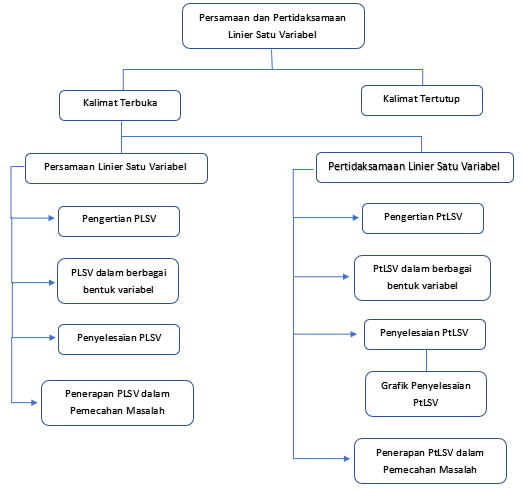 Persamaan dan Pertidaksamaan
Linier Satu Variabel
Kalimat Terbuka
Kalimat Tertutup
Persamaan Linier Satu Variabel
Pengertian PLSV
PLSV dalam berbagai
bentuk variabel
Penyelesaian PLSV
Penerapan PLSV dalam
Pemecahan Masalah
Pertidaksamaan Linier Satu Variabel
Pengertian PtLSV
PtLSV dalam berbagai
bentuk variabel
Penyelesaian PtLSV
Grafik Penyelesaian
PtLSV
Penerapan PtLSV dalam
Pemecahan Masalah